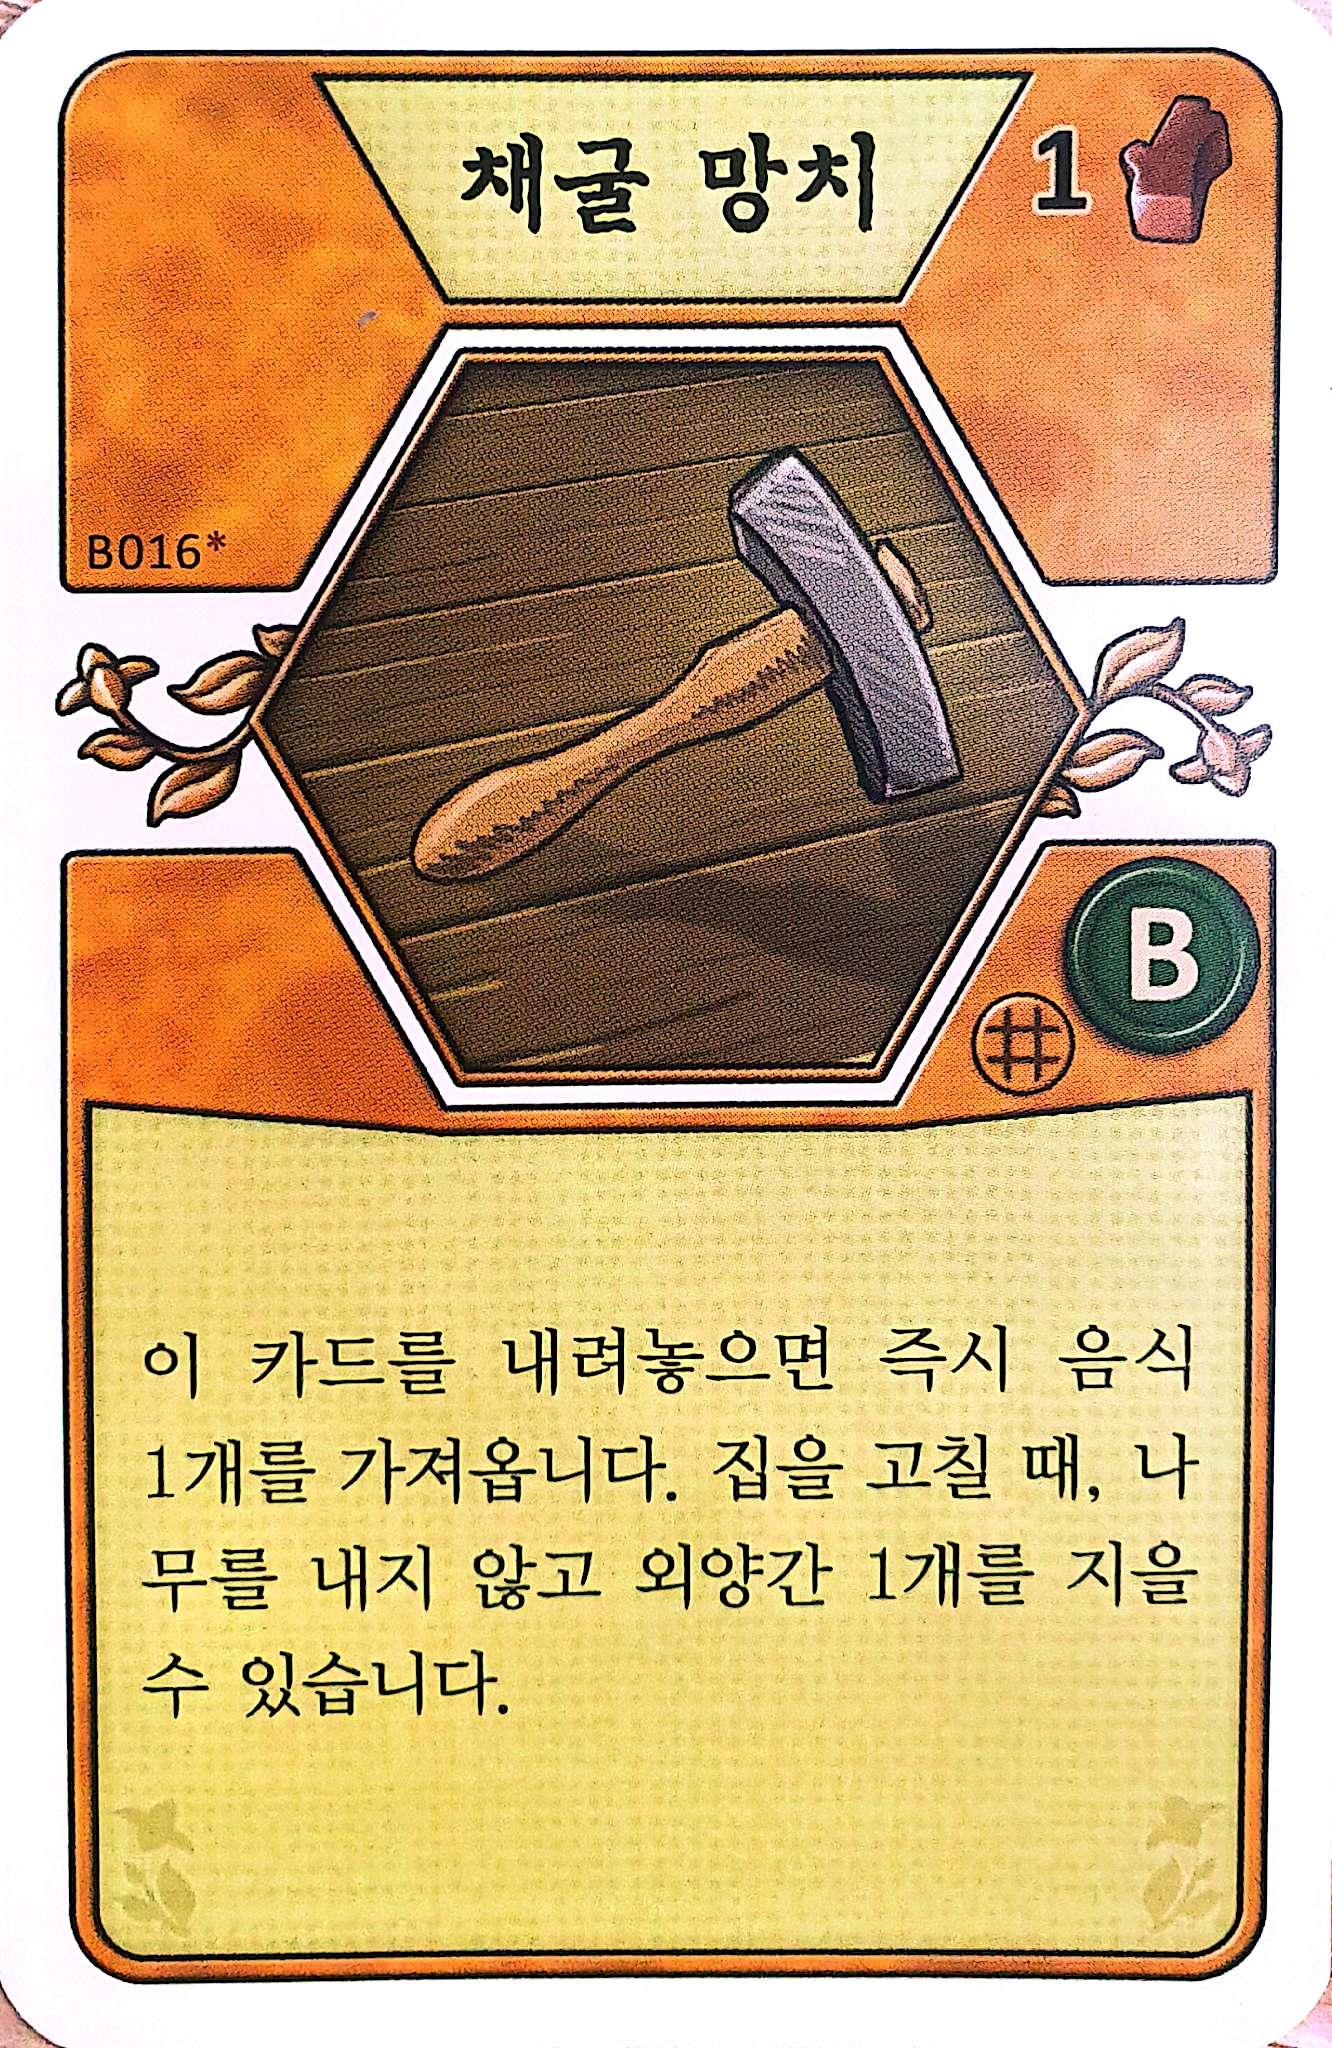 채굴 망치
1
B016*
B
이 카드를 내려놓으면 즉시 음식
1개를 가져옵니다. 집을 고칠 때, 나
무를 내지 않고 외양간 1개를 지을
수 있습니다.